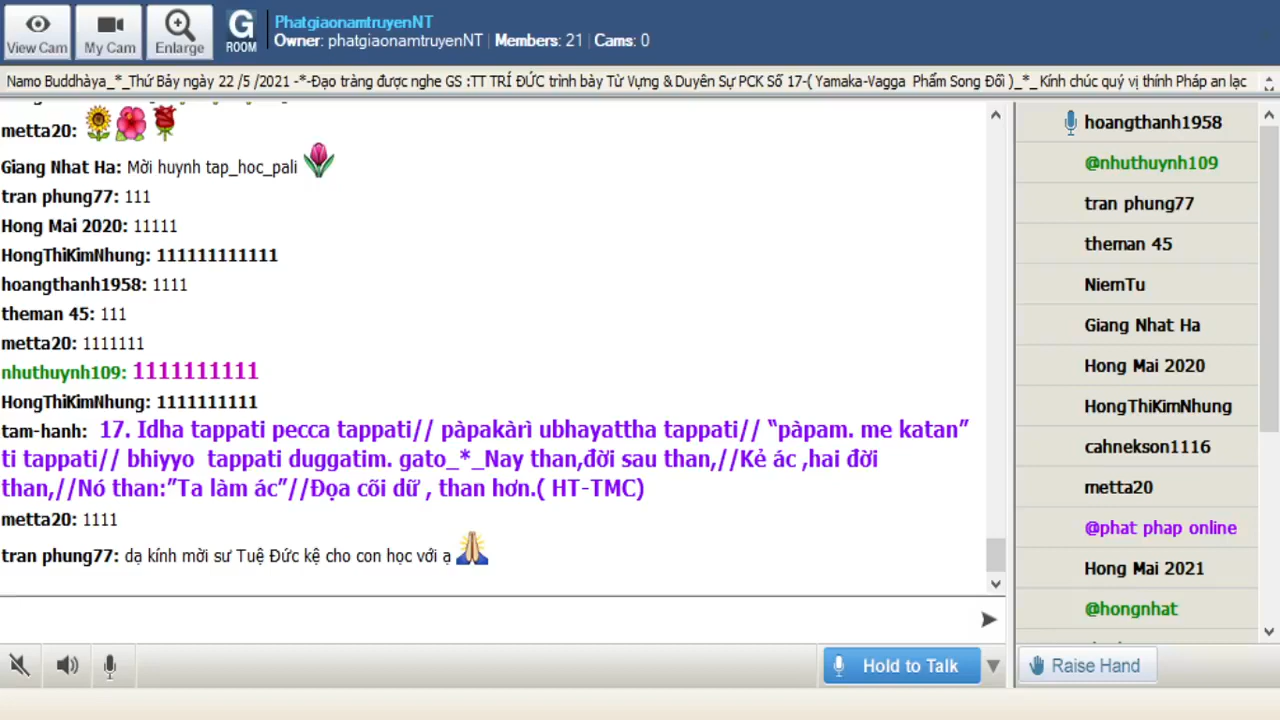 View Cam
My Cam
Enlarge
G
ROOM
PhatgiaonamtruyenNT
Owner: phatgiaonamtruyenNT | Members: 21 | Cams: 0
Namo Buddhàya_*_Thứ Bảy ngày 22 /5 /2021 -*-Đạo tràng được nghe GS :TT TRÍ ĐỨC trình bày Từ Vựng & Duyên Sự PCK Số 17-( Yamaka-Vagga Phẩm Song Đối )_*_ Kính chúc quý vị thính Pháp an lạc
metta20:
Giang Nhat Ha: Mời huynh tap_hoc_pali
tran phung77: 111
Hong Mai 2020: 11111
HongThiKimNhung: 111111111111
hoangthanh1958: 1111
theman 45: 111
metta20: 1111111
nhuthuynh109: 1111111111
HongThiKimNhung: 1111111111
tam-hanh: 17. Idha tappati pecca tappati// pàpakàrì ubhayattha tappati// “pàpam. me katan”
ti tappati// bhiyyo tappati duggatim. gato_*_Nay than,đời sau than,//Kẻ ác ,hai đời
than,//Nó than:”Ta làm ác”//Đọa cõi dữ , than hơn.( HT-TMC)
metta20: 1111
tran phung77: dạ kính mời sư Tuệ Đức kệ cho con học với ạ
Hold to Talk
hoangthanh1958
@nhuthuynh109
tran phung77
theman 45
NiemTu
Giang Nhat Ha
Hong Mai 2020
HongThiKimNhung
cahnekson1116
metta20
@phat phap online
Hong Mai 2021
@hongnhat
Raise Hand